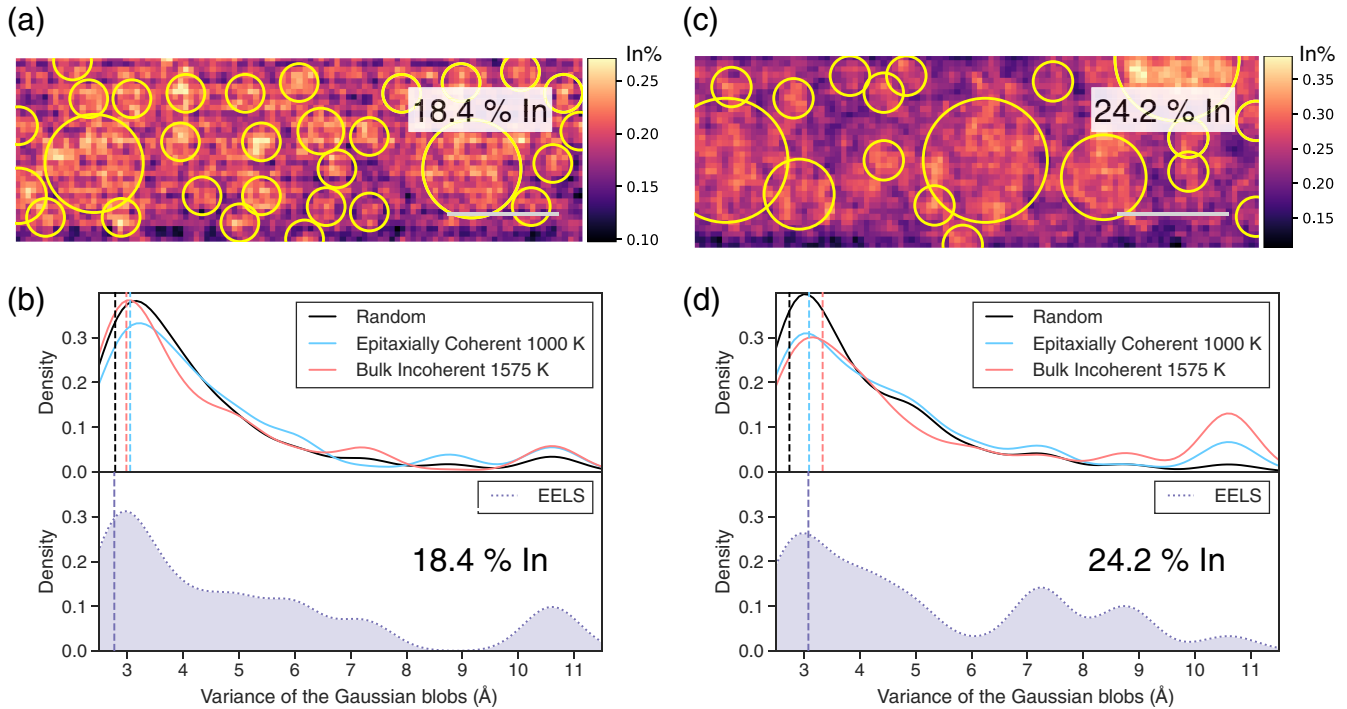 (a)
In%
18.4 % In
0.25
0.20
0.15
0.10
(c)
In%
24.2 % In
0.35
0.30
0.25
0.20
0.15
(b)
Density
0.3
0.2
0.1
0.0
Random
Epitaxially Coherent 1000 K
Bulk Incoherent 1575 K
Density
0.3
0.2
0.1
0.0
EELS
18.4 % In
3 4 5 6 7 8 9 10 11
Variance of the Gaussian blobs (Å)
(d)
Density
0.3
0.2
0.1
0.0
Random
Epitaxially Coherent 1000 K
Bulk Incoherent 1575 K
Density
0.3
0.2
0.1
0.0
EELS
24.2 % In
3 4 5 6 7 8 9 10 11
Variance of the Gaussian blobs (Å)